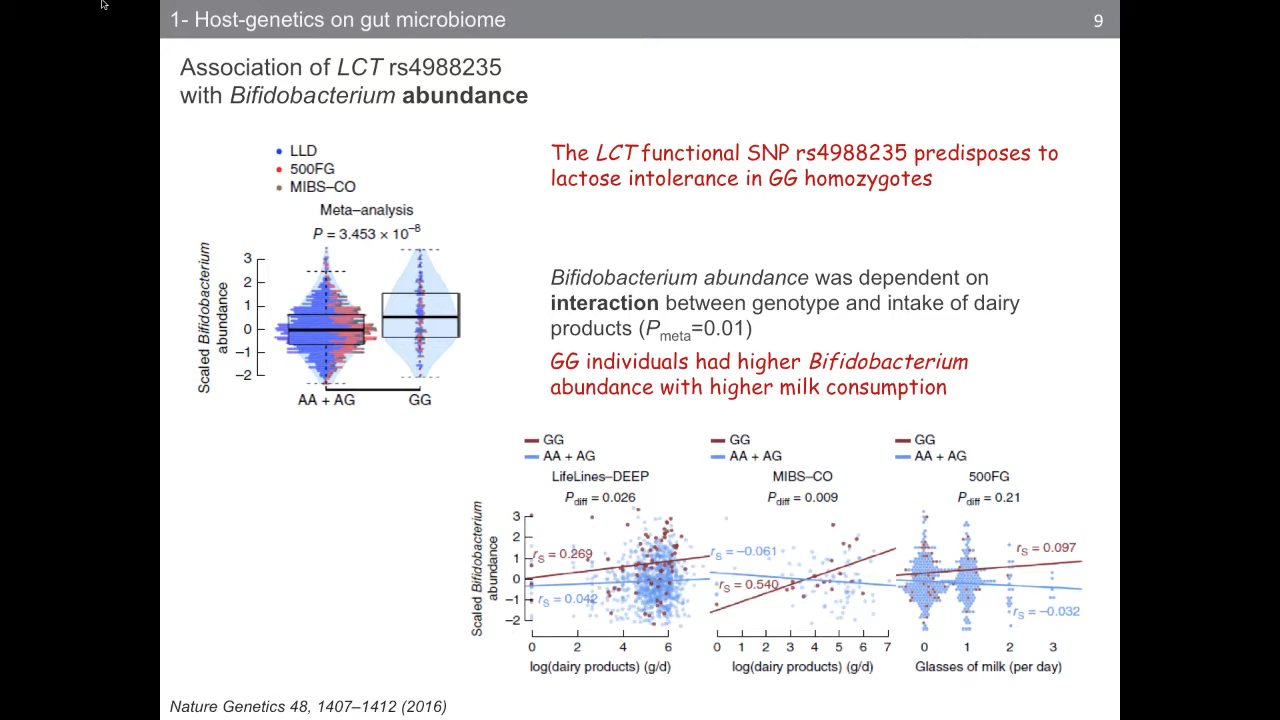 1- Host-genetics on gut microbiome
9
Association of LCT rs4988235
with Bifidobacterium abundance
LLD
500FG
MIBS–CO
Meta–analysis
P = 3.453 × 10–8
Scaled Bifidobacterium
abundance
3
2
1
0
−1
−2
AA + AG
GG
The LCT functional SNP rs4988235 predisposes to
lactose intolerance in GG homozygotes
Bifidobacterium abundance was dependent on
interaction between genotype and intake of dairy
products (Pmeta=0.01)
GG individuals had higher Bifidobacterium
abundance with higher milk consumption
GG
AA + AG
LifeLines–DEEP
Pdiff = 0.026
Scaled Bifidobacterium
abundance
3
2
1
0
−1
−2
rS = 0.269
rS = 0.042
0 2 4 6
log(dairy products) (g/d)
GG
AA + AG
MIBS–CO
Pdiff = 0.009
rS = −0.061
rS = 0.540
0 1 2 3 4 5 6 7
log(dairy products) (g/d)
GG
AA + AG
500FG
Pdiff = 0.21
rS = 0.097
rS = −0.032
0 1 2 3
Glasses of milk (per day)
Nature Genetics 48, 1407–1412 (2016)